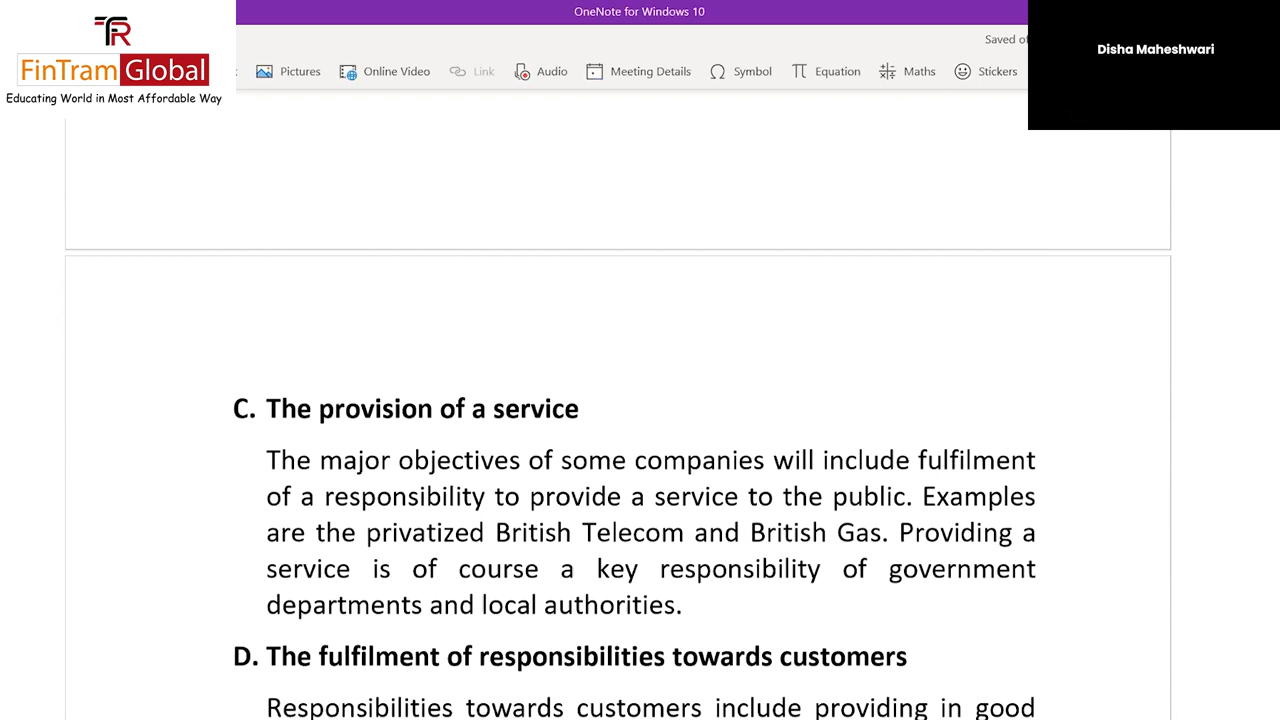 OneNote for Windows 10
TR
FinTram Global
Educating World in Most Affordable Way
Saved of
Disha Maheshwari
Pictures Online Video Link Audio Meeting Details Symbol Equation Maths Stickers
C. The provision of a service
The major objectives of some companies will include fulfilment
of a responsibility to provide a service to the public. Examples
are the privatized British Telecom and British Gas. Providing a
service is of course a key responsibility of government
departments and local authorities.
D. The fulfilment of responsibilities towards customers
Responsibilities towards customers include providing in good